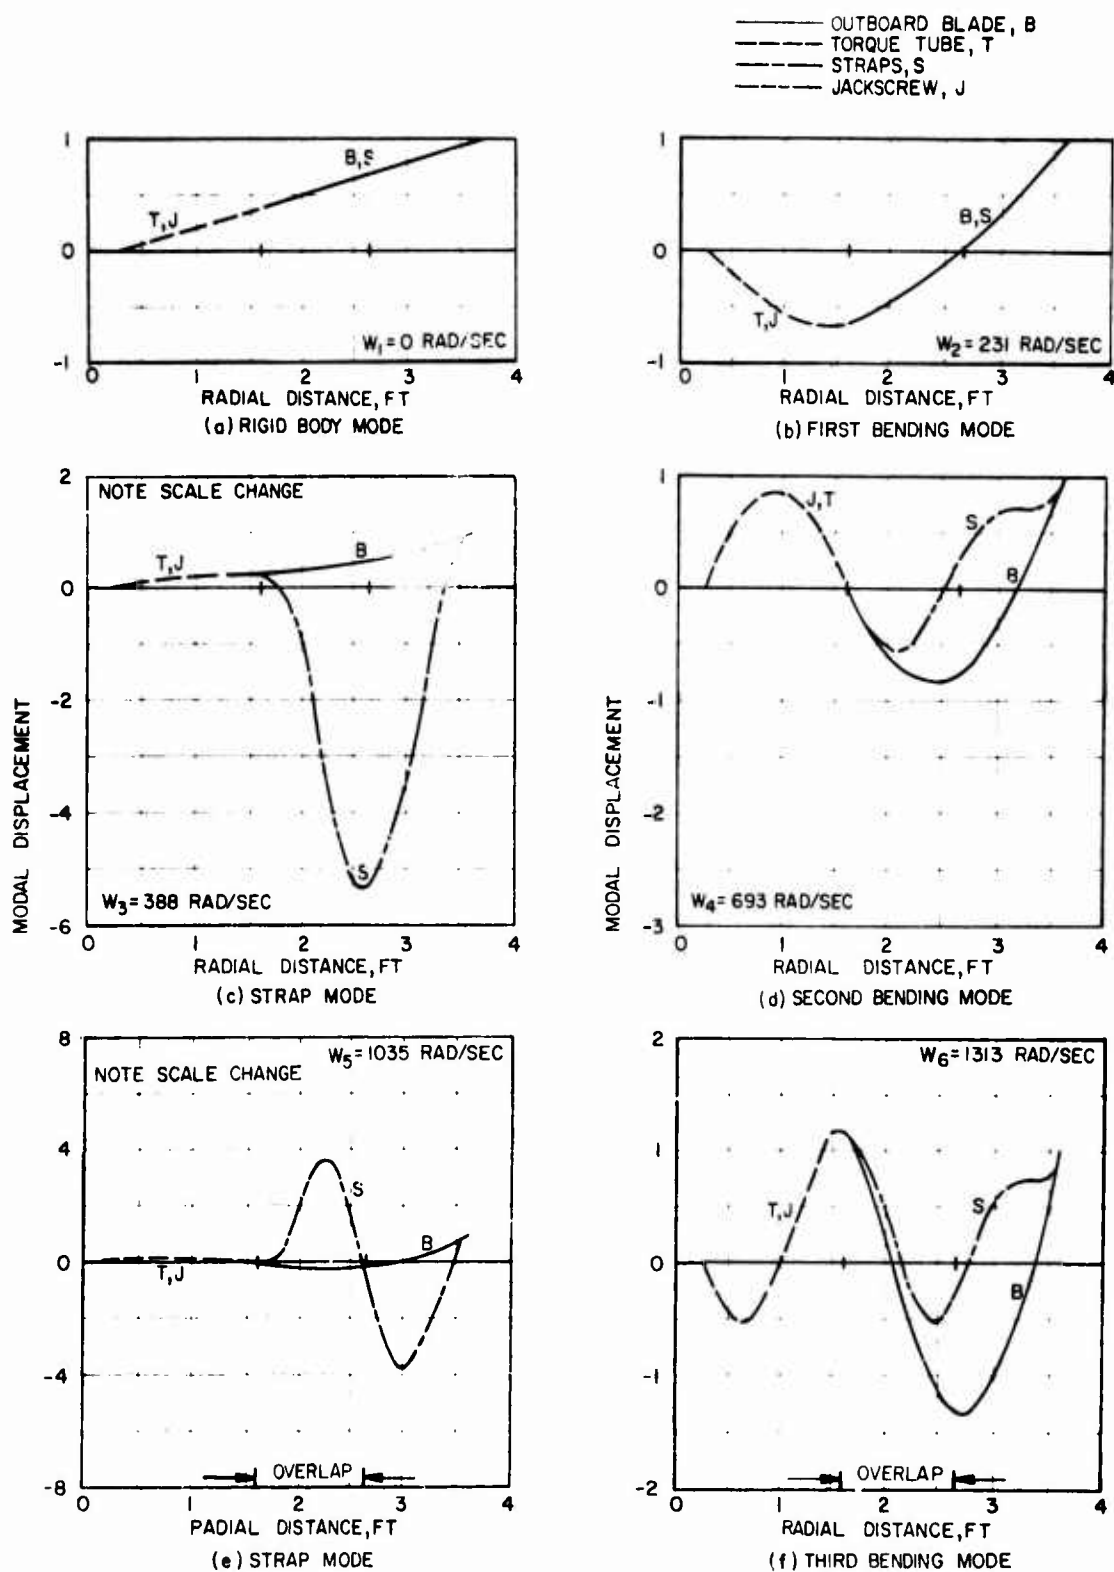 OUTBOARD BLADE, B
TORQUE TUBE, T
STRAPS, S
JACKSCREW, J
1
0
-1
B,S
T,J
W1=0 RAD/SEC
0 1 2 3 4
RADIAL DISTANCE, FT
(a) RIGID BODY MODE
1
0
-1
B,S
T,J
W2=231 RAD/SEC
0 1 2 3 4
RADIAL DISTANCE, FT
(b) FIRST BENDING MODE
MODAL DISPLACEMENT
2
0
-2
-4
-6
NOTE SCALE CHANGE
T,J
B
S
W3=388 RAD/SEC
0 1 2 3 4
RADIAL DISTANCE, FT
(c) STRAP MODE
MODAL DISPLACEMENT
1
0
-1
-2
-3
J,T
S
B
W4=693 RAD/SEC
0 1 2 3 4
RADIAL DISTANCE, FT
(d) SECOND BENDING MODE
8
4
0
-4
-8
W5=1035 RAD/SEC
NOTE SCALE CHANGE
S
B
T,J
OVERLAP
0 1 2 3 4
PADIAL DISTANCE, FT
(e) STRAP MODE
2
1
0
-1
-2
W6=1313 RAD/SEC
T,J
S
B
OVERLAP
0 1 2 3 4
RADIAL DISTANCE, FT
(f) THIRD BENDING MODE